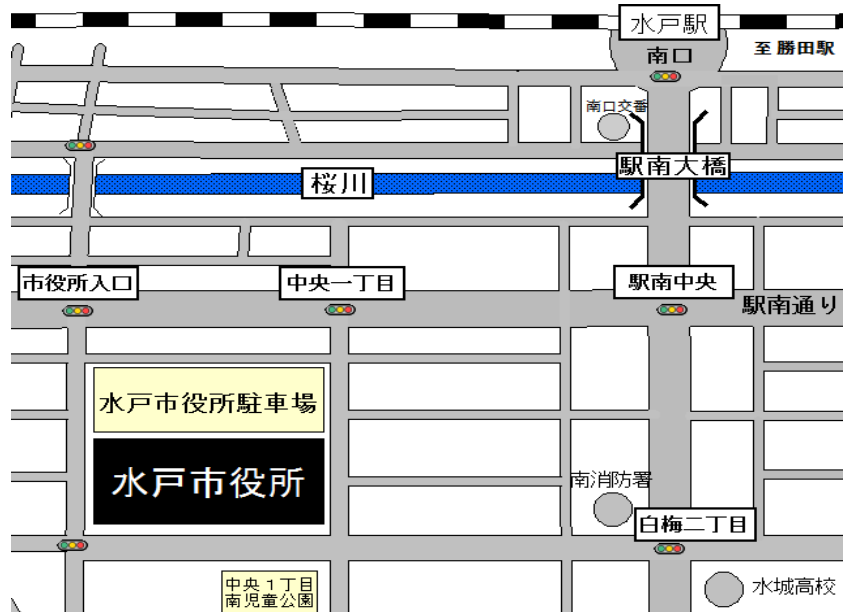 水戸駅
南口
至 勝田駅
南口交番
駅南大橋
桜川
市役所入口
中央一丁目
駅南中央
駅南通り
水戸市役所駐車場
水戸市役所
南消防署
白梅二丁目
中央１丁目
南児童公園
水城高校